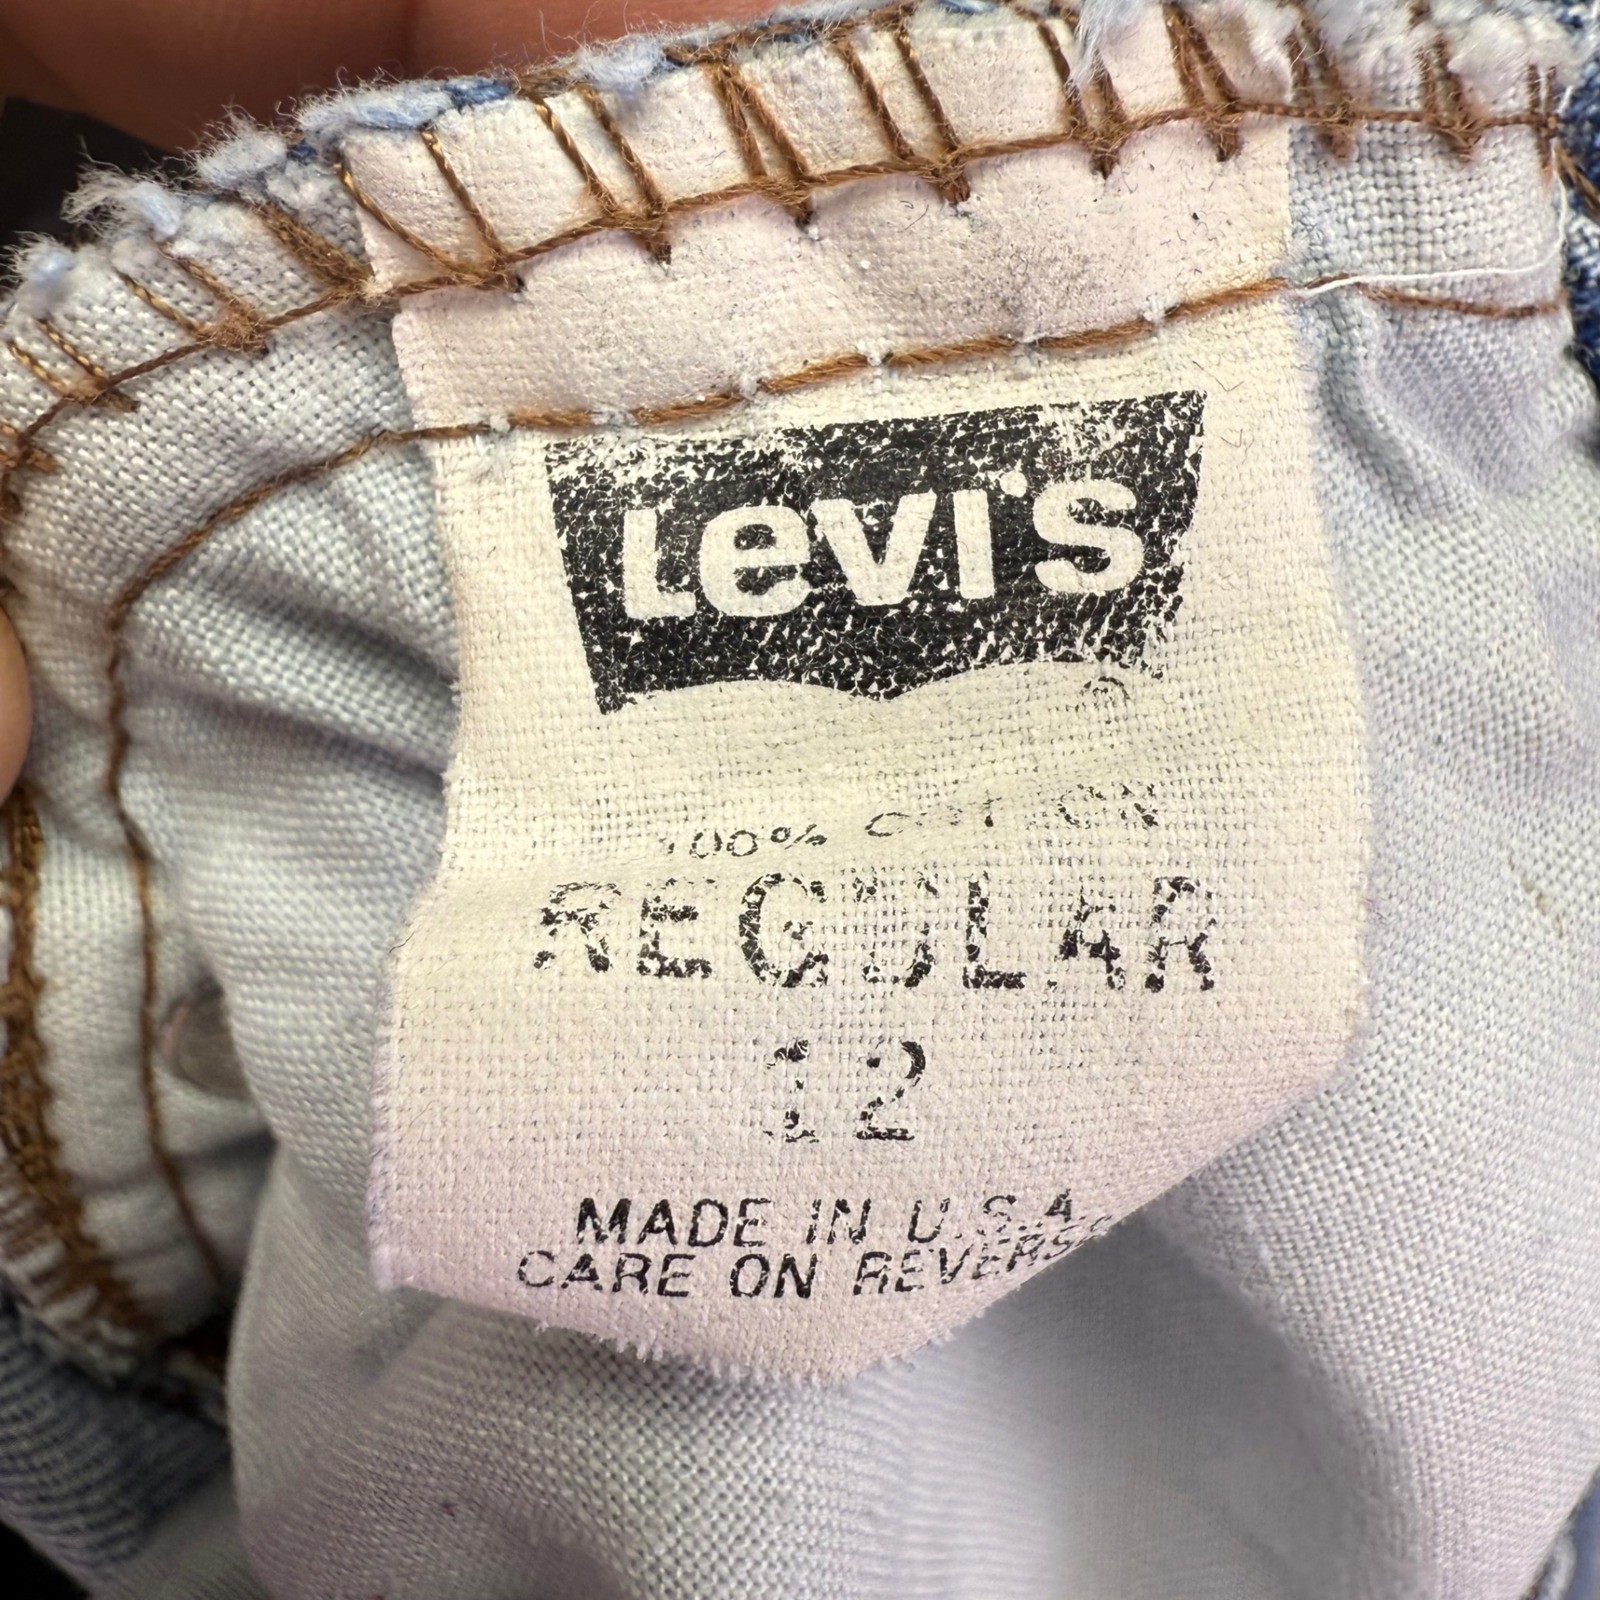 Levi's
®
100% COTTON
REGULAR
12
MADE IN U.S.A.
CARE ON REVERSE